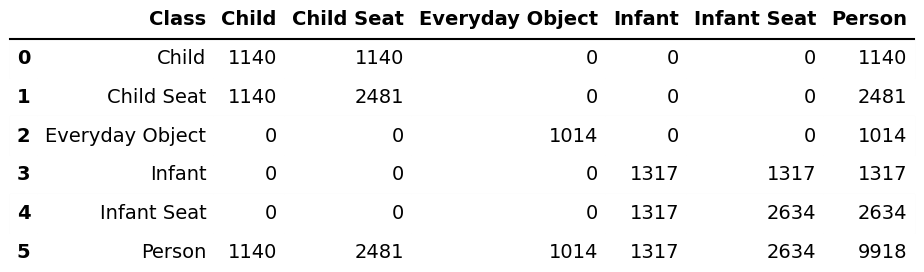 Class Child Child Seat Everyday Object Infant Infant Seat Person
0 Child 1140 1140 0 0 0 1140
1 Child Seat 1140 2481 0 0 0 2481
2 Everyday Object 0 0 1014 0 0 1014
3 Infant 0 0 0 1317 1317 1317
4 Infant Seat 0 0 0 1317 2634 2634
5 Person 1140 2481 1014 1317 2634 9918